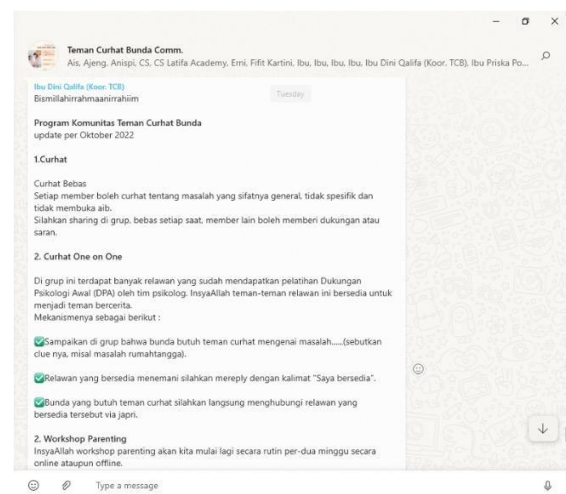 Teman Curhat Bunda Comm.
Ais, Ajeng, Anispi, CS, CS Latifa Academy, Erni, Fifit Kartini, Ibu, Ibu, Ibu, Ibu, Ibu Dini Qalifa (Koor. TCB), Ibu Priska Po...
Ibu Dini Qalifa (Koor. TCB)
Tuesday
Bismillahirrahmaanirrahiim
Program Komunitas Teman Curhat Bunda
update per Oktober 2022
1.Curhat
Curhat Bebas
Setiap member boleh curhat tentang masalah yang sifatnya general, tidak spesifik dan
tidak membuka aib.
Silahkan sharing di grup, bebas setiap saat, member lain boleh memberi dukungan atau
saran.
2. Curhat One on One
Di grup ini terdapat banyak relawan yang sudah mendapatkan pelatihan Dukungan
Psikologi Awal (DPA) oleh tim psikolog. InsyaAllah teman-teman relawan ini bersedia untuk
menjadi teman bercerita.
Mekanismenya sebagai berikut :
✅Sampaikan di grup bahwa bunda butuh teman curhat mengenai masalah.....(sebutkan
clue nya, misal masalah rumahtangga).
✅Relawan yang bersedia menemani silahkan mereply dengan kalimat "Saya bersedia".
✅Bunda yang butuh teman curhat silahkan langsung menghubungi relawan yang
bersedia tersebut via japri.
2. Workshop Parenting
InsyaAllah workshop parenting akan kita mulai lagi secara rutin per-dua minggu secara
online ataupun offline.
Type a message